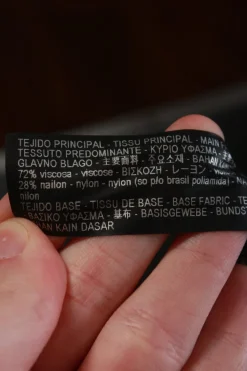 TEJIDO PRINCIPAL - TISSU PRINCIPAL - MAIN
TESSUTO PREDOMINANTE - ΚΥΡΙΟ ΥΦΑΣΜΑ -
GLAVNO BLAGO - 主要面料 - 주요소재 - BAHAN
72% viscosa - viscose - ΒΙΣΚΟΖΗ - レーヨン -
28% nailon - nylon - nylon (so p/o brasil poliamida) -
nilon
TEJIDO BASE - TISSU DE BASE - BASE FABRIC -
ΒΑΣΙΚΟ ΥΦΑΣΜΑ - 基布 - BASISGEWEBE -
KAIN DASAR